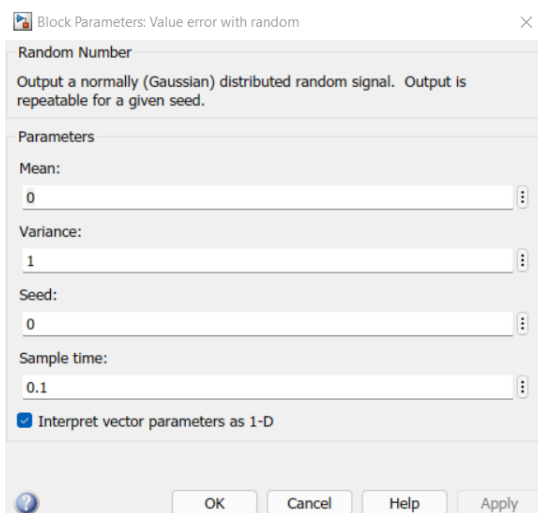 Block Parameters: Value error with random
Random Number
Output a normally (Gaussian) distributed random signal.  Output is
repeatable for a given seed.
Parameters
Mean:
0
Variance:
1
Seed:
0
Sample time:
0.1
Interpret vector parameters as 1-D
OK Cancel Help Apply